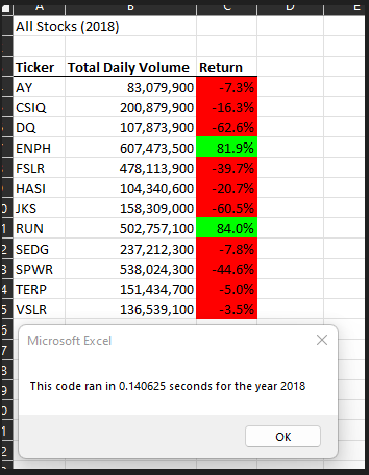 A B C D E
All Stocks (2018)
Ticker Total Daily Volume Return
AY 83,079,900 -7.3%
CSIQ 200,879,900 -16.3%
DQ 107,873,900 -62.6%
ENPH 607,473,500 81.9%
FSLR 478,113,900 -39.7%
HASI 104,340,600 -20.7%
JKS 158,309,000 -60.5%
RUN 502,757,100 84.0%
SEDG 237,212,300 -7.8%
SPWR 538,024,300 -44.6%
TERP 151,434,700 -5.0%
VSLR 136,539,100 -3.5%
Microsoft Excel
This code ran in 0.140625 seconds for the year 2018
OK